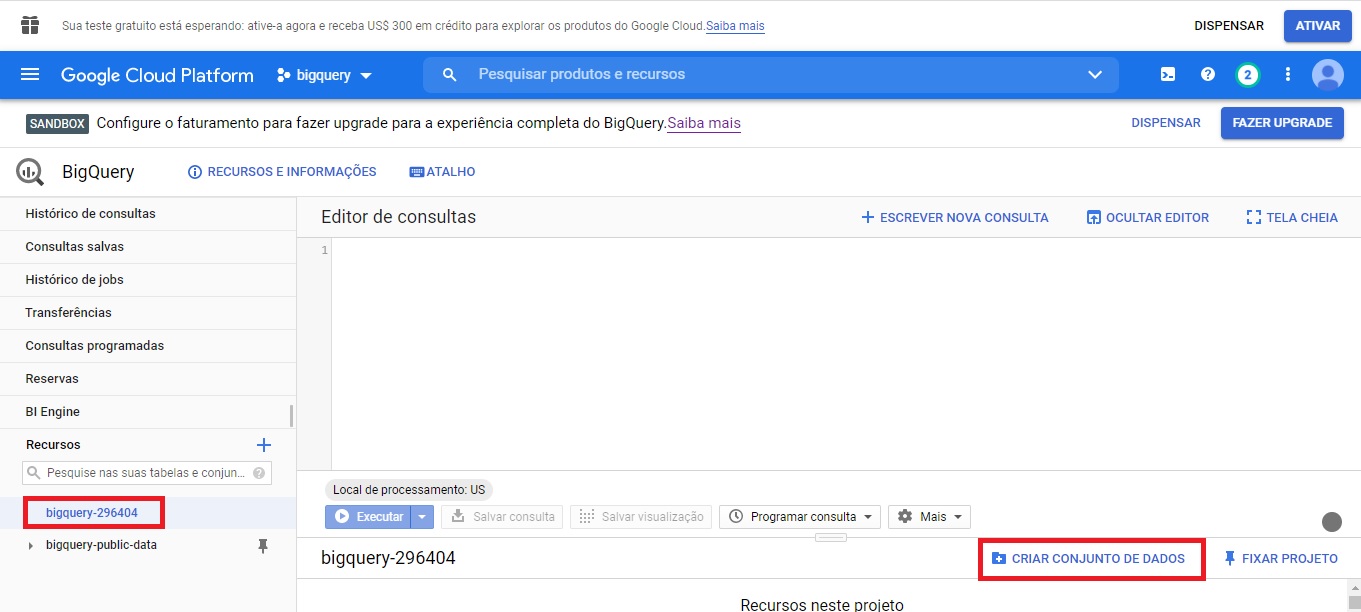 Sua teste gratuito está esperando: ative-a agora e receba US$ 300 em crédito para explorar os produtos do Google Cloud. Saiba mais
DISPENSAR
ATIVAR
Google Cloud Platform
bigquery
Pesquisar produtos e recursos
2
SANDBOX Configure o faturamento para fazer upgrade para a experiência completa do BigQuery. Saiba mais
DISPENSAR
FAZER UPGRADE
BigQuery
RECURSOS E INFORMAÇÕES
ATALHO
Histórico de consultas
Consultas salvas
Histórico de jobs
Transferências
Consultas programadas
Reservas
BI Engine
Recursos
Pesquise nas suas tabelas e conjun...
bigquery-296404
bigquery-public-data
Editor de consultas
ESCREVER NOVA CONSULTA
OCULTAR EDITOR
TELA CHEIA
1
Local de processamento: US
Executar
Salvar consulta
Salvar visualização
Programar consulta
Mais
bigquery-296404
CRIAR CONJUNTO DE DADOS
FIXAR PROJETO
Recursos neste projeto